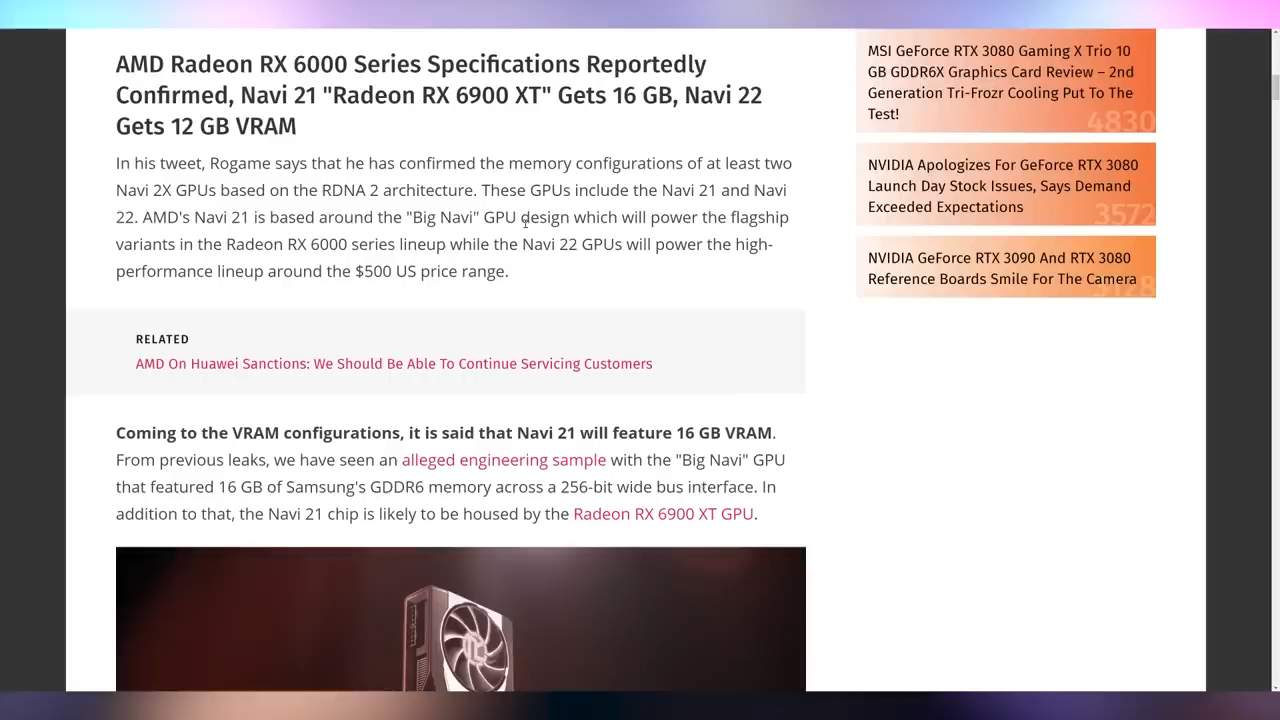 AMD Radeon RX 6000 Series Specifications Reportedly
Confirmed, Navi 21 "Radeon RX 6900 XT" Gets 16 GB, Navi 22
Gets 12 GB VRAM
In his tweet, Rogame says that he has confirmed the memory configurations of at least two
Navi 2X GPUs based on the RDNA 2 architecture. These GPUs include the Navi 21 and Navi
22. AMD's Navi 21 is based around the "Big Navi" GPU design which will power the flagship
variants in the Radeon RX 6000 series lineup while the Navi 22 GPUs will power the high-
performance lineup around the $500 US price range.
RELATED
AMD On Huawei Sanctions: We Should Be Able To Continue Servicing Customers
Coming to the VRAM configurations, it is said that Navi 21 will feature 16 GB VRAM.
From previous leaks, we have seen an alleged engineering sample with the "Big Navi" GPU
that featured 16 GB of Samsung's GDDR6 memory across a 256-bit wide bus interface. In
addition to that, the Navi 21 chip is likely to be housed by the Radeon RX 6900 XT GPU.
MSI GeForce RTX 3080 Gaming X Trio 10
GB GDDR6X Graphics Card Review – 2nd
Generation Tri-Frozr Cooling Put To The
Test!
4830
NVIDIA Apologizes For GeForce RTX 3080
Launch Day Stock Issues, Says Demand
Exceeded Expectations
3572
NVIDIA GeForce RTX 3090 And RTX 3080
Reference Boards Smile For The Camera